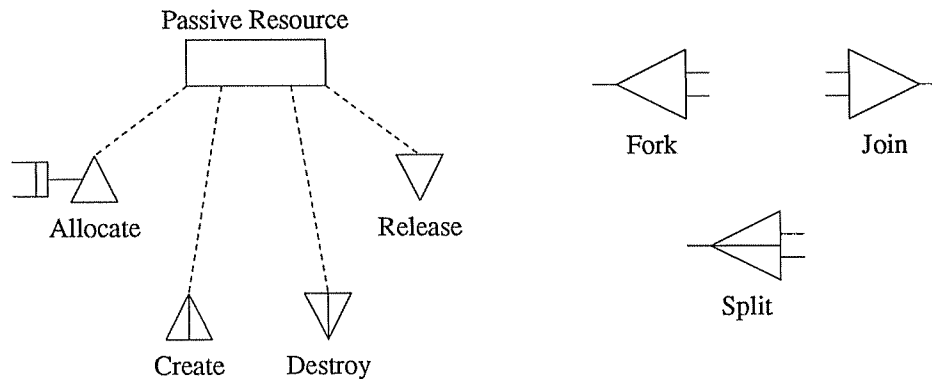 Passive Resource
Fork
Join
Allocate
Release
Split
Create
Destroy